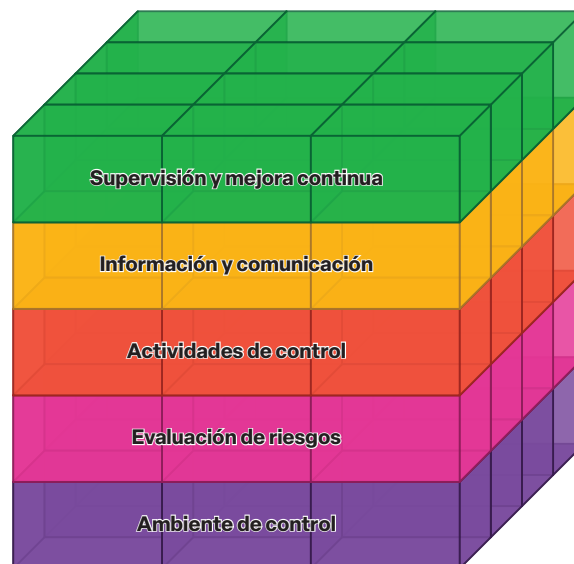 Supervisión y mejora continua
Información y comunicación
Actividades de control
Evaluación de riesgos
Ambiente de control